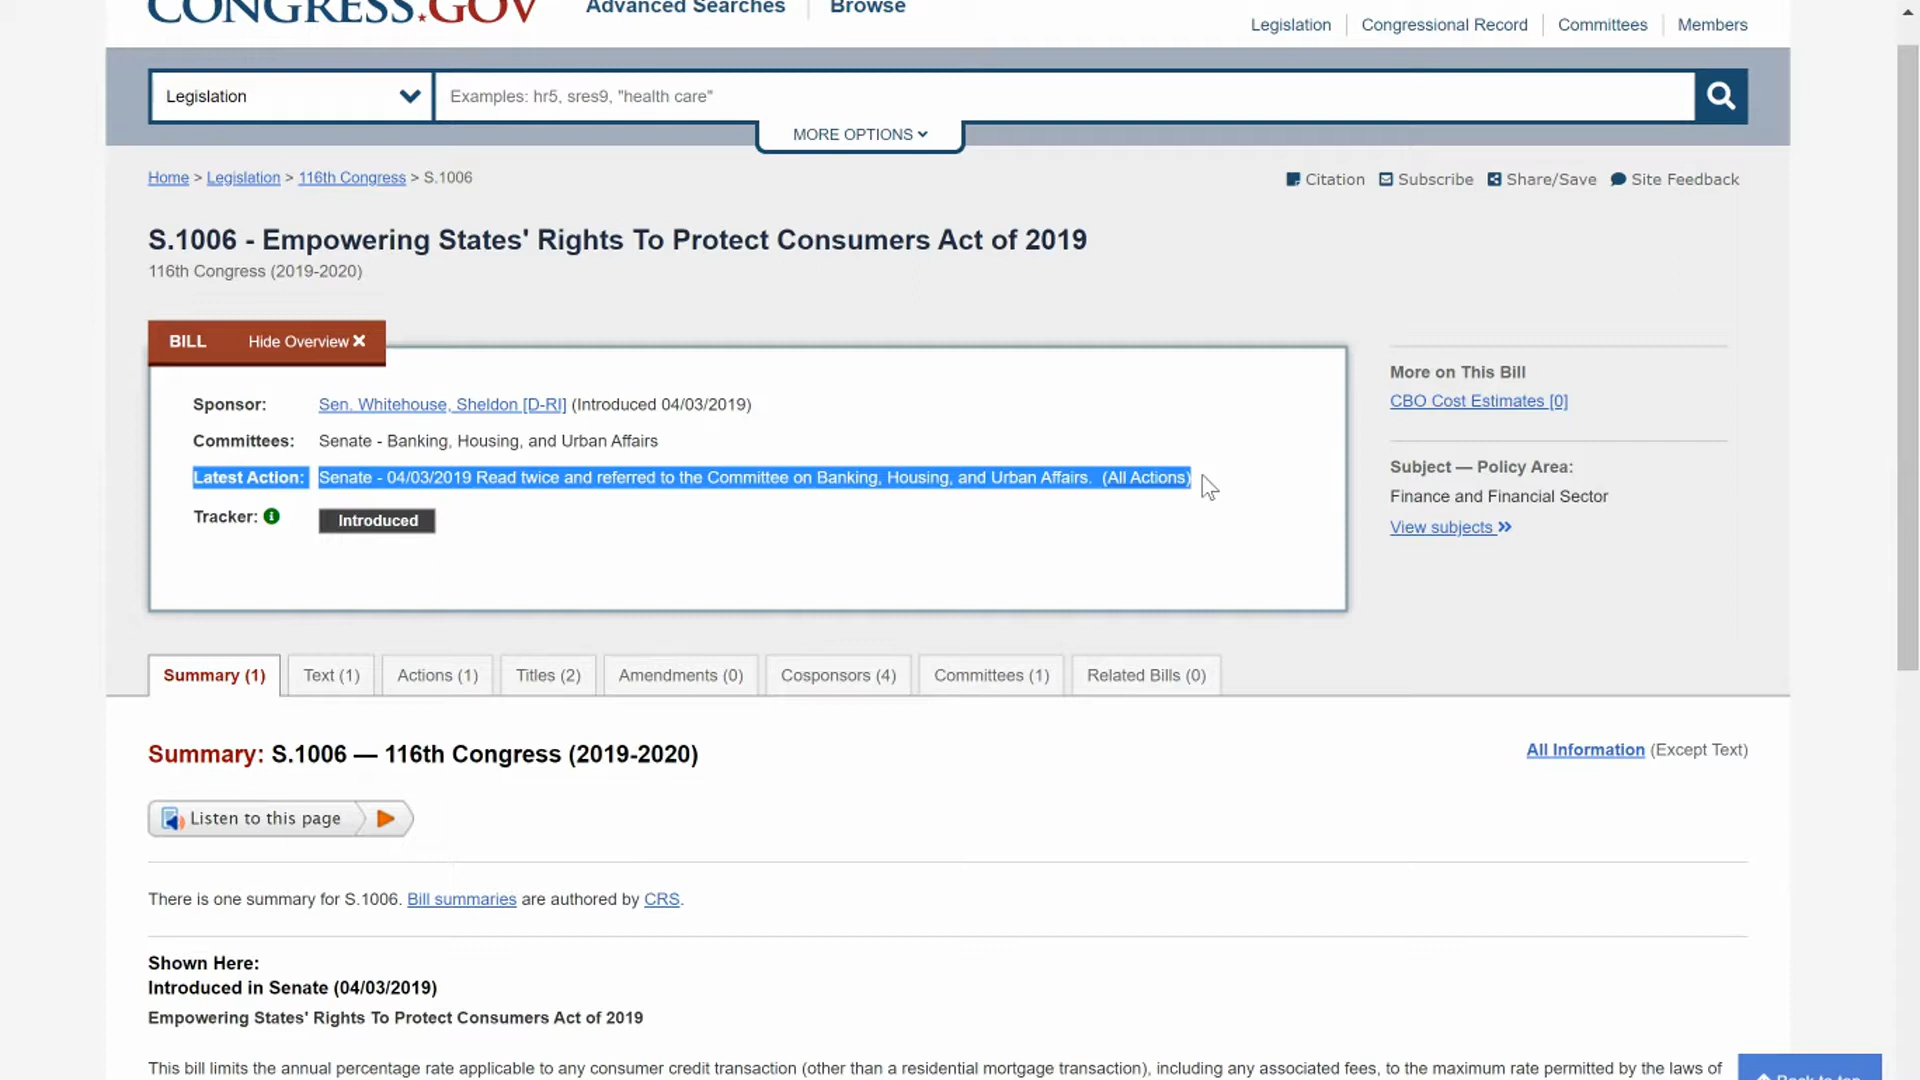 CONGRESS.GOV
Advanced Searches
Browse
Legislation
Congressional Record
Committees
Members
Legislation
Examples: hr5, sres9, "health care"
MORE OPTIONS
Home > Legislation > 116th Congress > S.1006
Citation
Subscribe
Share/Save
Site Feedback
S.1006 - Empowering States' Rights To Protect Consumers Act of 2019
116th Congress (2019-2020)
BILL
Hide Overview
Sponsor: Sen. Whitehouse, Sheldon [D-RI] (Introduced 04/03/2019)
Committees: Senate - Banking, Housing, and Urban Affairs
Latest Action: Senate - 04/03/2019 Read twice and referred to the Committee on Banking, Housing, and Urban Affairs. (All Actions)
Tracker: Introduced
More on This Bill
CBO Cost Estimates [0]
Subject — Policy Area:
Finance and Financial Sector
View subjects
Summary (1)
Text (1)
Actions (1)
Titles (2)
Amendments (0)
Cosponsors (4)
Committees (1)
Related Bills (0)
Summary: S.1006 — 116th Congress (2019-2020)
All Information (Except Text)
Listen to this page
There is one summary for S.1006. Bill summaries are authored by CRS.
Shown Here:
Introduced in Senate (04/03/2019)
Empowering States' Rights To Protect Consumers Act of 2019
This bill limits the annual percentage rate applicable to any consumer credit transaction (other than a residential mortgage transaction), including any associated fees, to the maximum rate permitted by the laws of
Back to top